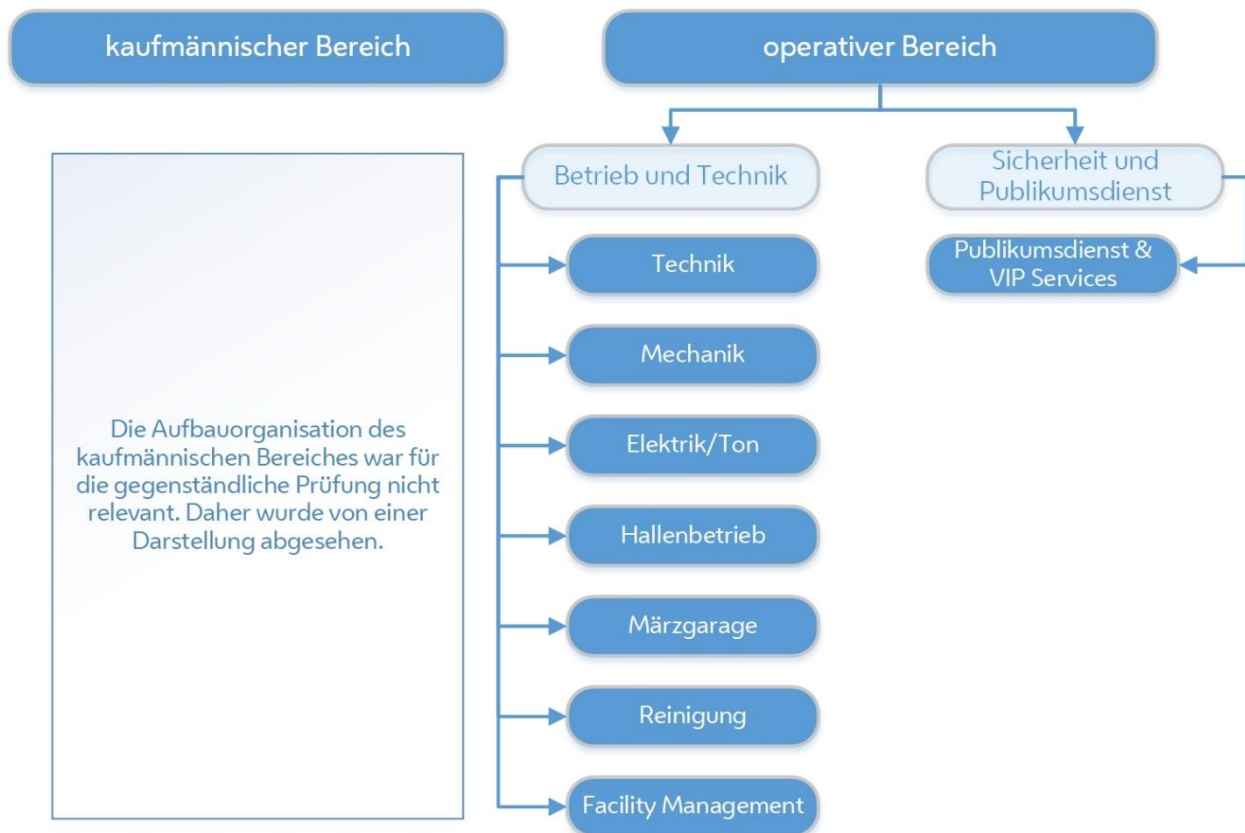 kaufmännischer Bereich
operativer Bereich
Die Aufbauorganisation des
kaufmännischen Bereiches war für
die gegenständliche Prüfung nicht
relevant. Daher wurde von einer
Darstellung abgesehen.
Betrieb und Technik
Technik
Mechanik
Elektrik/Ton
Hallenbetrieb
Märzgarage
Reinigung
Facility Management
Sicherheit und
Publikumsdienst
Publikumsdienst &
VIP Services